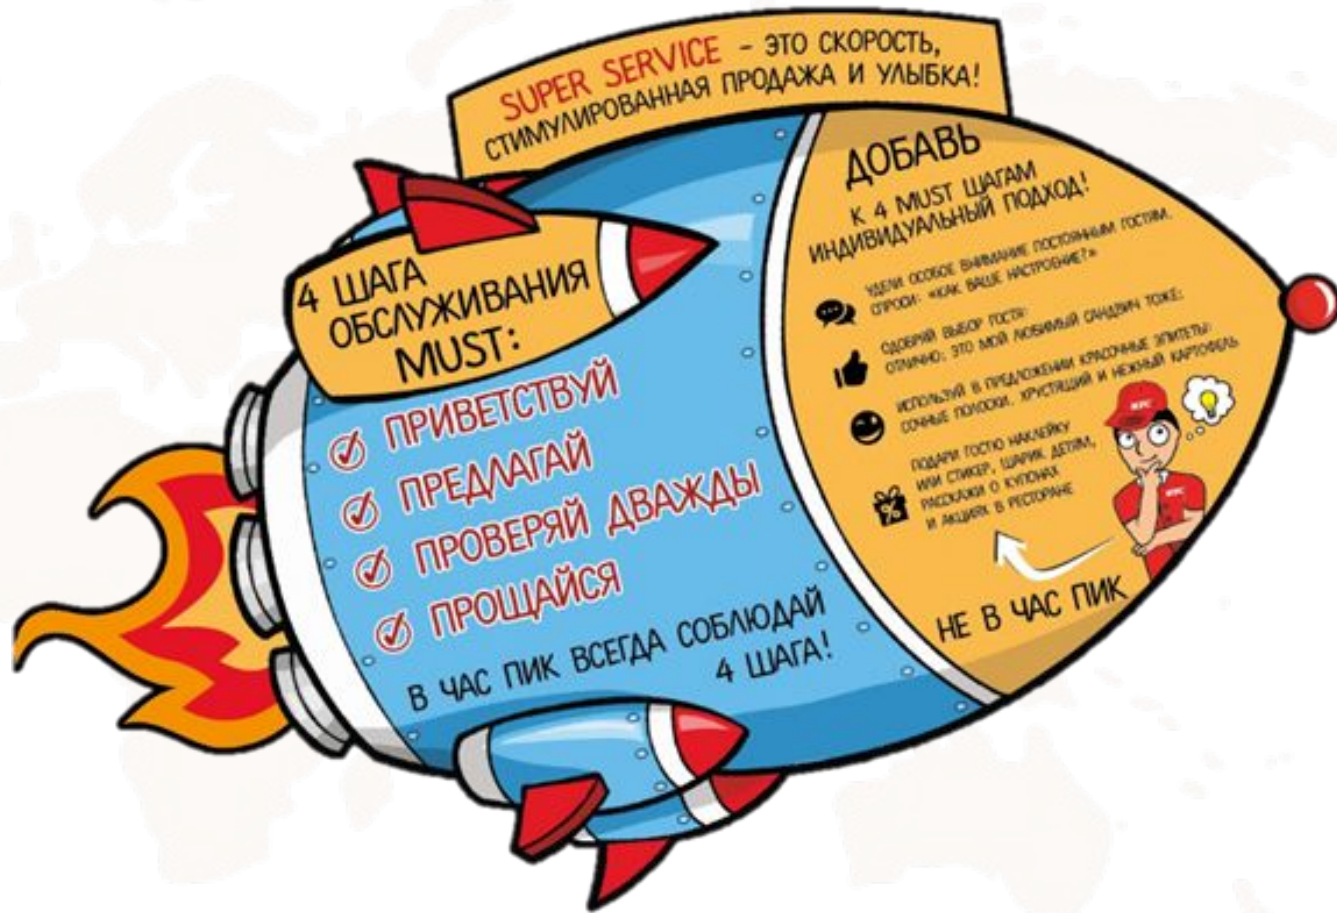 SUPER SERVICE - ЭТО СКОРОСТЬ,
СТИМУЛИРОВАННАЯ ПРОДАЖА И УЛЫБКА!
4 ШАГА
ОБСЛУЖИВАНИЯ
MUST:
ПРИВЕТСТВУЙ
ПРЕДЛАГАЙ
ПРОВЕРЯЙ ДВАЖДЫ
ПРОЩАЙСЯ
В ЧАС ПИК ВСЕГДА СОБЛЮДАЙ
4 ШАГА!
ДОБАВЬ
К 4 MUST ШАГАМ
ИНДИВИДУАЛЬНЫЙ ПОДХОД!
УДЕЛИ ОСОБОЕ ВНИМАНИЕ ПОСТОЯННЫМ ГОСТЯМ.
СПРОСИ: «КАК ВАШЕ НАСТРОЕНИЕ?»
ОДОБРЯЙ ВЫБОР ГОСТЯ:
ОТЛИЧНО: ЭТО МОЙ ЛЮБИМЫЙ САНДВИЧ ТОЖЕ:
ИСПОЛЬЗУЙ В ПРЕДЛОЖЕНИИ КРАСОЧНЫЕ ЭПИТЕТЫ:
СОЧНЫЕ ПОЛОСКИ, ХРУСТЯЩИЙ И НЕЖНЫЙ КАРТОФЕЛЬ
ПОДАРИ ГОСТЮ НАКЛЕЙКУ
ИЛИ СТИКЕР, ШАРИК ДЕТЯМ,
РАССКАЖИ О КУПОНАХ
И АКЦИЯХ В РЕСТОРАНЕ
%
KFC
KFC
НЕ В ЧАС ПИК